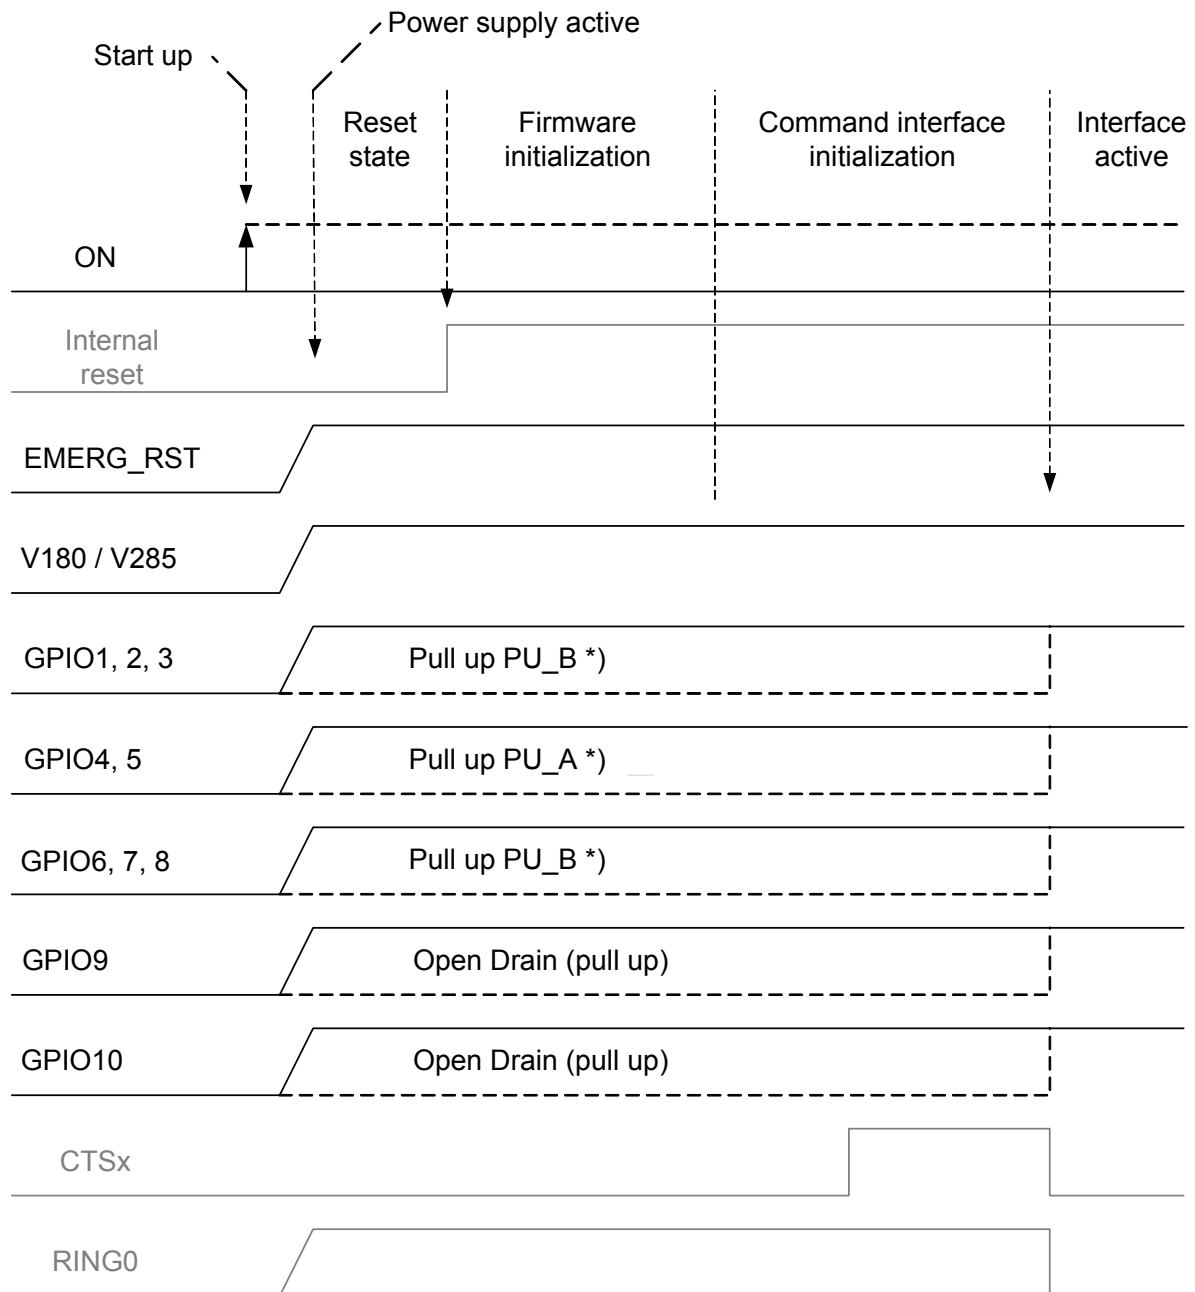 Power supply active
Start up
Reset
state
Firmware
initialization
Command interface
initialization
Interface
active
ON
Internal
reset
EMERG_RST
V180 / V285
GPIO1, 2, 3
Pull up PU_B *)
GPIO4, 5
Pull up PU_A *)
GPIO6, 7, 8
Pull up PU_B *)
GPIO9
Open Drain (pull up)
GPIO10
Open Drain (pull up)
CTSx
RING0